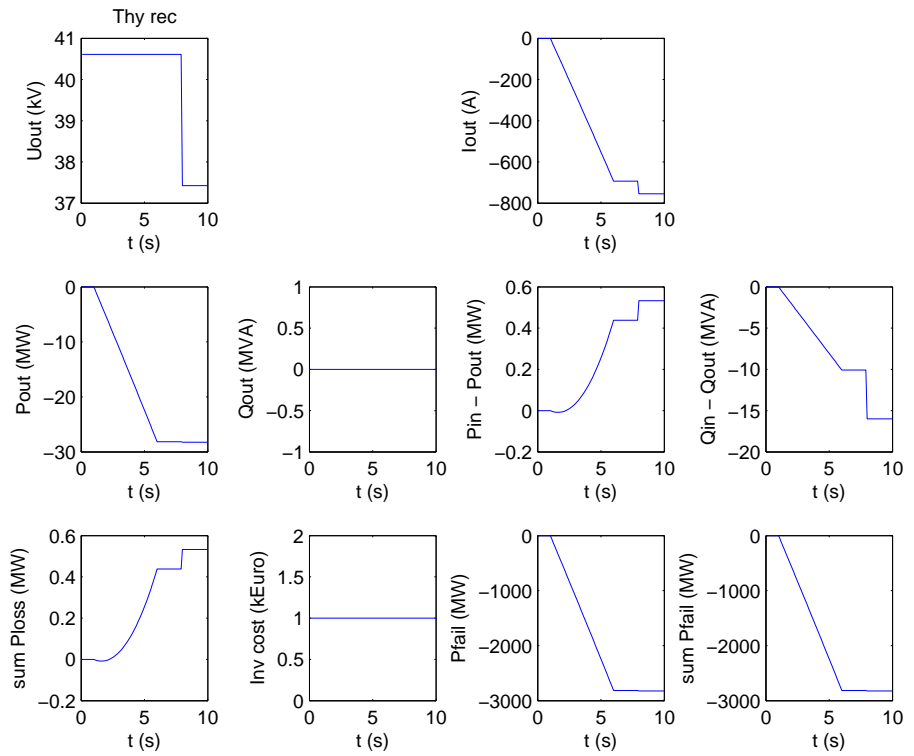 Thy rec
41
40
39
38
37
Uout (kV)
0 5 10
t (s)
0
−200
−400
−600
−800
Iout (A)
0 5 10
t (s)
0
−10
−20
−30
Pout (MW)
0 5 10
t (s)
1
0.5
0
−0.5
−1
Qout (MVA)
0 5 10
t (s)
0.6
0.4
0.2
0
−0.2
Pin − Pout (MW)
0 5 10
t (s)
0
−5
−10
−15
−20
Qin − Qout (MVA)
0 5 10
t (s)
0.6
0.4
0.2
0
−0.2
sum Ploss (MW)
0 5 10
t (s)
2
1.5
1
0.5
0
Inv cost (kEuro)
0 5 10
t (s)
0
−1000
−2000
−3000
Pfail (MW)
0 5 10
t (s)
0
−1000
−2000
−3000
sum Pfail (MW)
0 5 10
t (s)